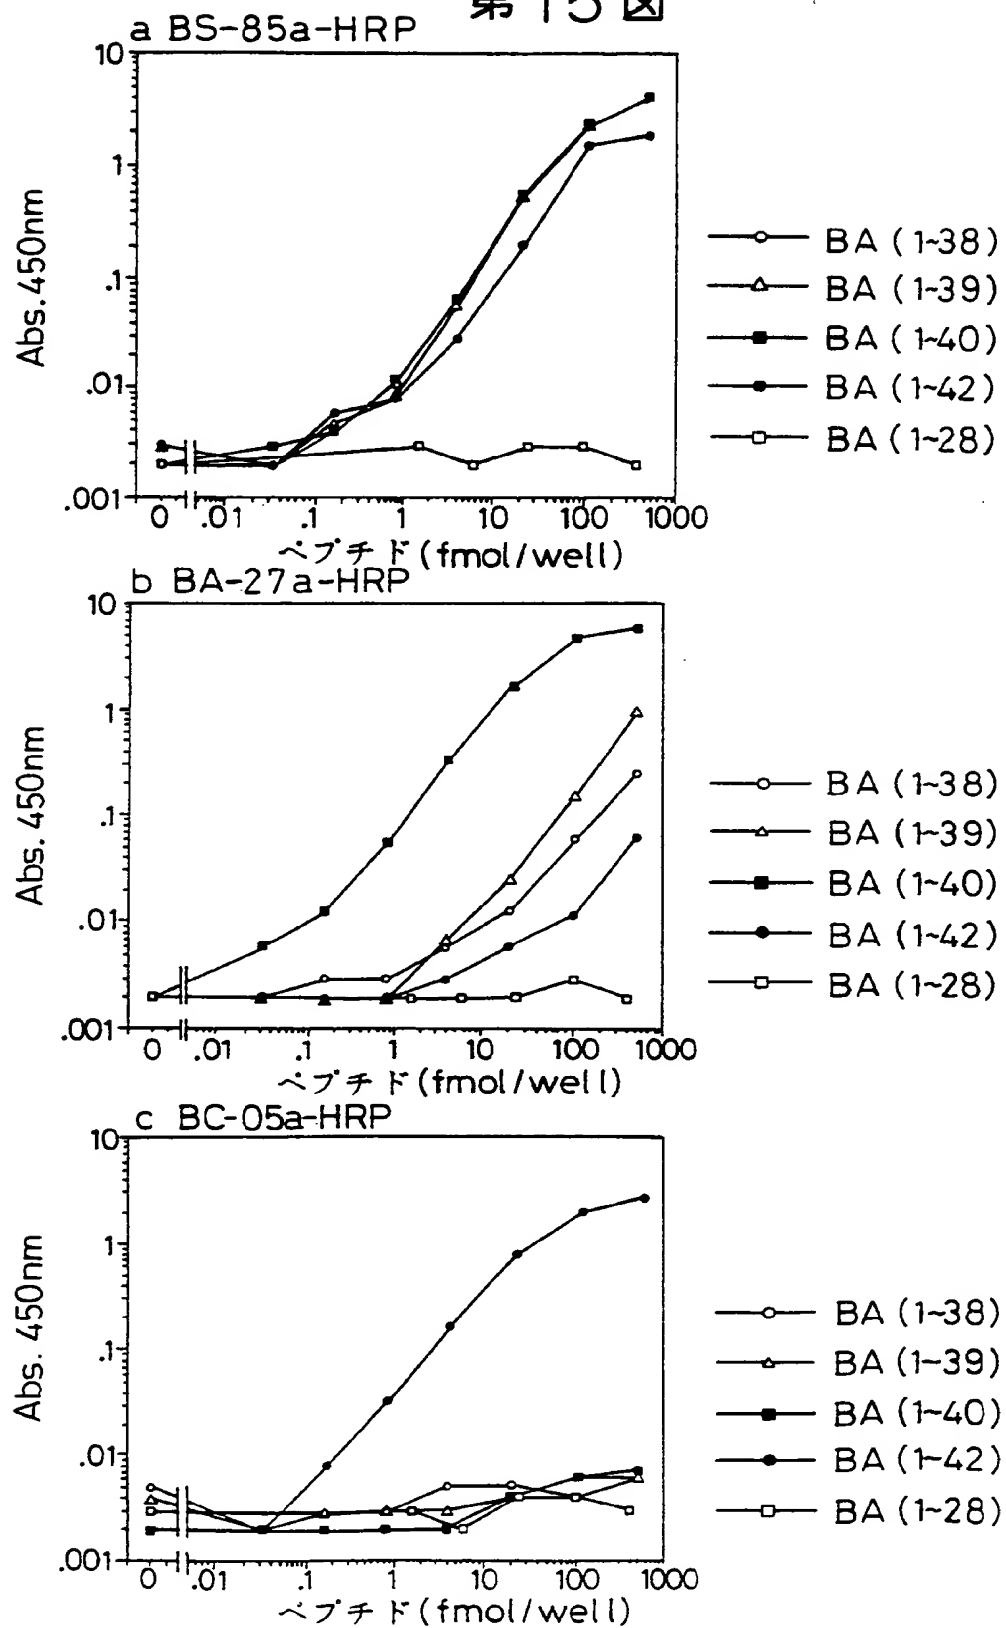 第15図
a BS-85a-HRP
10
1
.1
.01
.001
Abs. 450nm
0 .01 .1 1 10 100 1000
ペプチド (fmol/well)
BA (1~38)
BA (1~39)
BA (1~40)
BA (1~42)
BA (1~28)
b BA-27a-HRP
10
1
.1
.01
.001
Abs. 450nm
0 .01 .1 1 10 100 1000
ペプチド (fmol/well)
BA (1~38)
BA (1~39)
BA (1~40)
BA (1~42)
BA (1~28)
c BC-05a-HRP
10
1
.1
.01
.001
Abs. 450nm
0 .01 .1 1 10 100 1000
ペプチド (fmol/well)
BA (1~38)
BA (1~39)
BA (1~40)
BA (1~42)
BA (1~28)